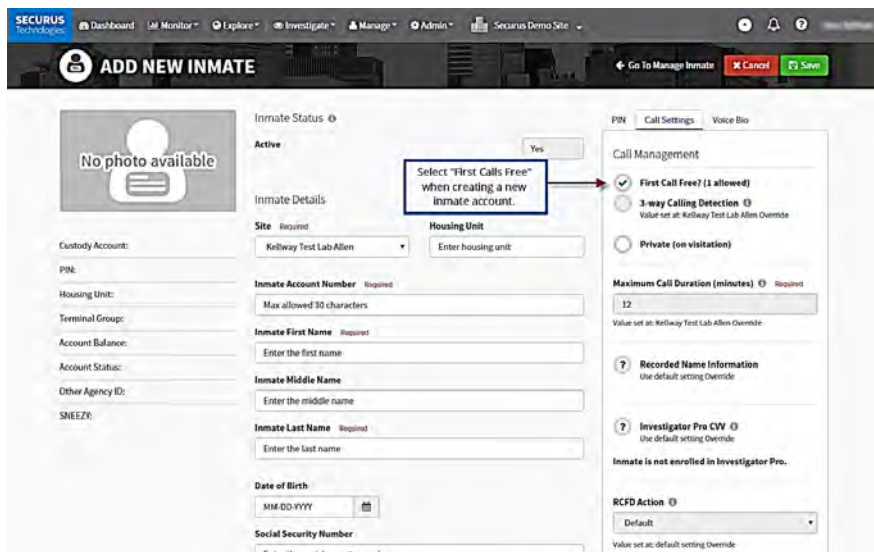 SECURUS Technologies
Dashboard Monitor Explore Investigate Manage Admin Securus Demo Site
ADD NEW INMATE
Go To Manage Inmate Cancel Save
No photo available
Custody Account:
PIN:
Housing Unit:
Terminal Group:
Account Balance:
Account Status:
Other Agency ID:
SNEEZY:
Inmate Status
Active Yes
Select "First Calls Free"
when creating a new
inmate account.
Inmate Details
Site Required Housing Unit
Kellway Test Lab Allen Enter housing unit
Inmate Account Number Required
Max allowed 30 characters
Inmate First Name Required
Enter the first name
Inmate Middle Name
Enter the middle name
Inmate Last Name Required
Enter the last name
Date of Birth
MM-DD-YYYY
Social Security Number
PIN Call Settings Voice Bio
Call Management
First Call Free? (1 allowed)
3-way Calling Detection
Value set at: Kellway Test Lab Allen Override
Private (on visitation)
Maximum Call Duration (minutes) Required
12
Value set at: Kellway Test Lab Allen Override
Recorded Name Information
Use default setting Override
Investigator Pro CVV
Use default setting Override
Inmate is not enrolled in Investigator Pro.
RCFD Action
Default
Value set at: default setting Override